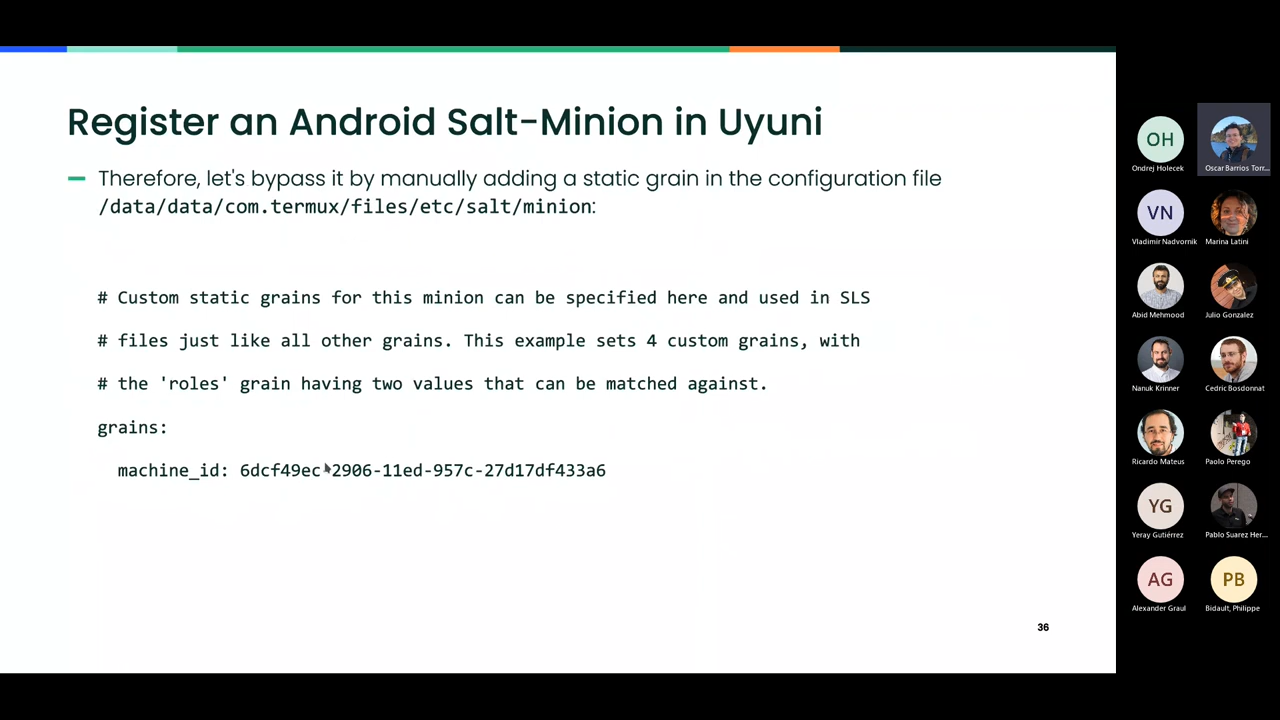 Register an Android Salt-Minion in Uyuni
Therefore, let's bypass it by manually adding a static grain in the configuration file
/data/data/com.termux/files/etc/salt/minion:
# Custom static grains for this minion can be specified here and used in SLS
# files just like all other grains. This example sets 4 custom grains, with
# the 'roles' grain having two values that can be matched against.
grains:
machine_id: 6dcf49ec-2906-11ed-957c-27d17df433a6
36
OH
Ondrej Holecek
Oscar Barrios Torr...
VN
Vladimir Nadvornik
Marina Latini
Abid Mehmood
Julio Gonzalez
Nanuk Krinner
Cedric Bosdonnat
Ricardo Mateus
Paolo Perego
YG
Yeray Gutiérrez
Pablo Suarez Her...
AG
Alexander Graul
PB
Bidault, Philippe